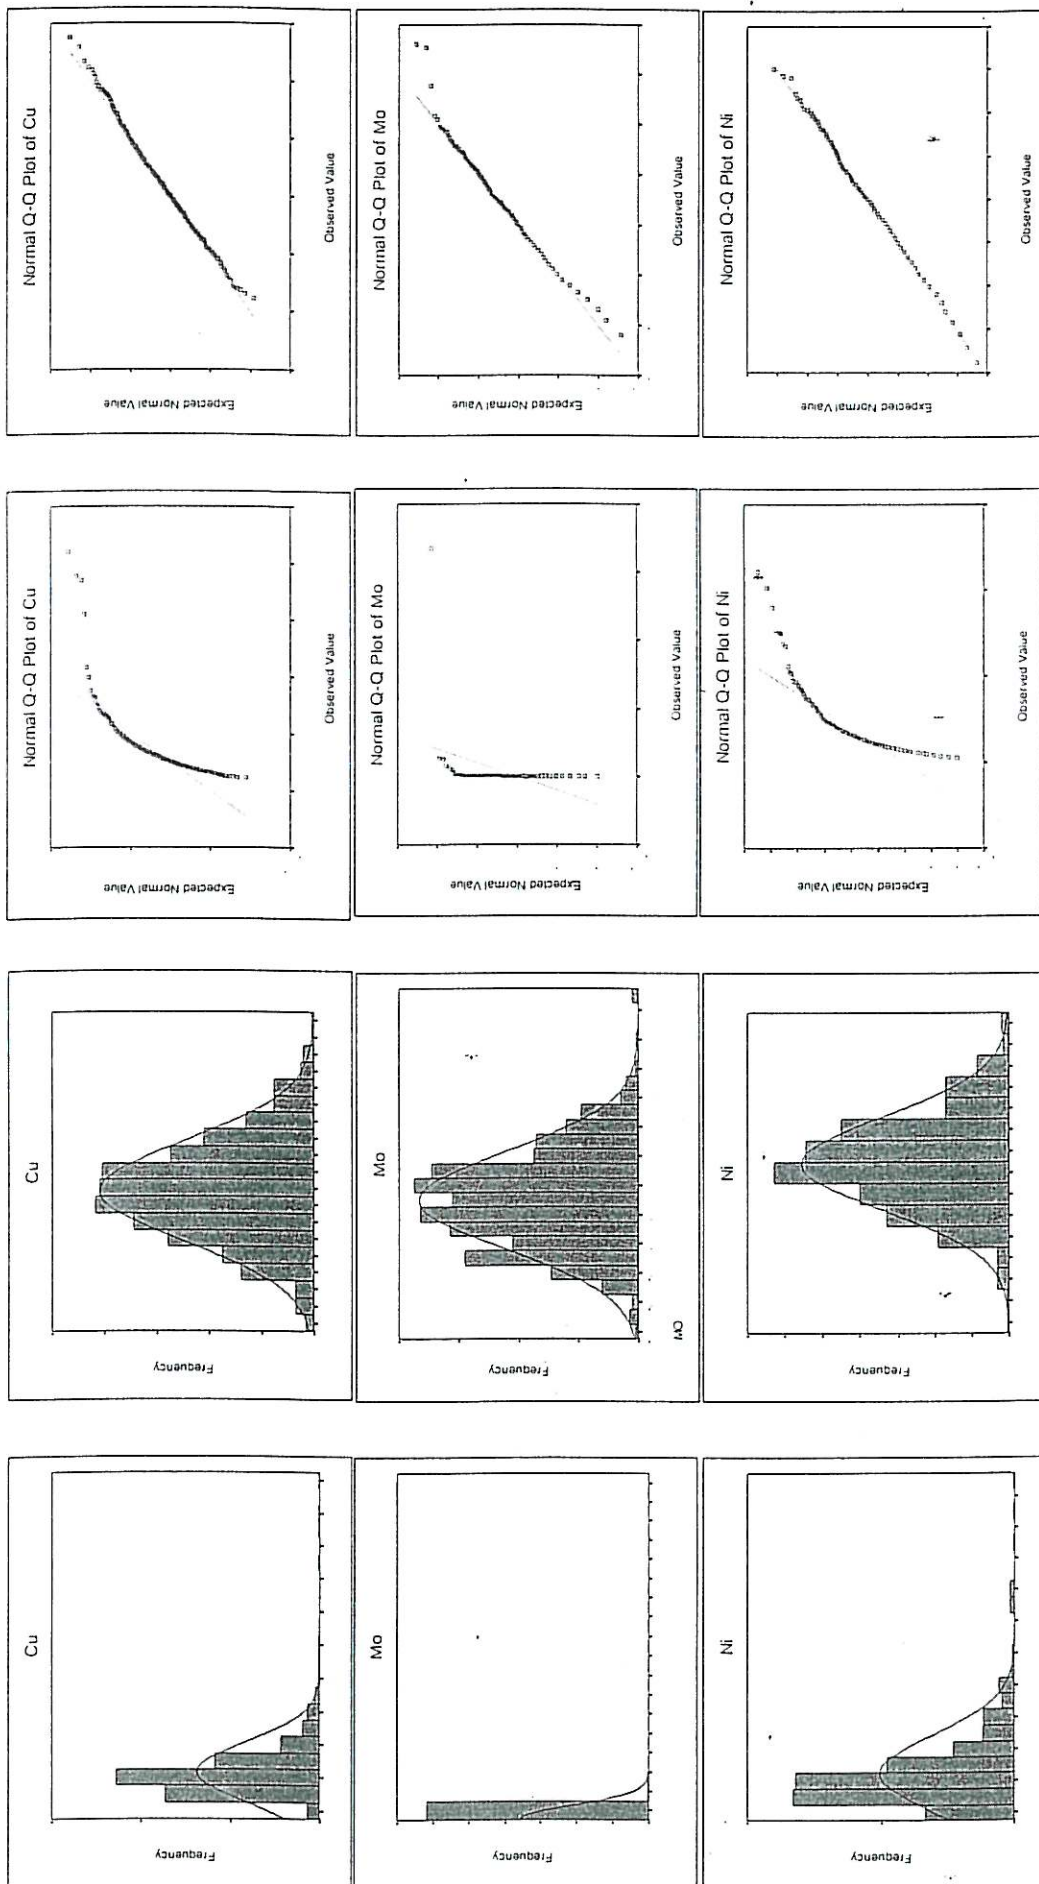 Normal Q-Q Plot of Cu
Expected Normal Value
Observed Value
Normal Q-Q Plot of Mo
Expected Normal Value
Observed Value
Normal Q-Q Plot of Ni
Expected Normal Value
Observed Value
Normal Q-Q Plot of Cu
Expected Normal Value
Observed Value
Normal Q-Q Plot of Mo
Expected Normal Value
Observed Value
Normal Q-Q Plot of Ni
Expected Normal Value
Observed Value
Cu
Frequency
Mo
Frequency
MO
Ni
Frequency
Cu
Frequency
Mo
Frequency
Ni
Frequency